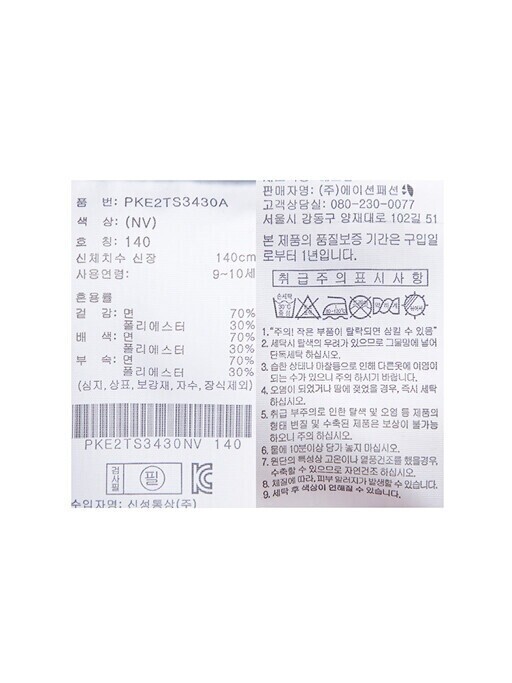 품 번: PKE2TS3430A
색 상: (NV)
호 칭: 140
신체치수 신장 140cm
사용연령: 9~10세
혼용률
겉 감: 면 70%
폴리에스터 30%
배 색: 면 70%
폴리에스터 30%
부 속: 면 70%
폴리에스터 30%
(심지, 상표, 보강재, 자수, 장식제외)
PKE2TS3430NV 140
검사필 필
수입자명: 신성통상(주)
판매자명: (주)에이션패션
고객상담실: 080-230-0077
서울시 강동구 양재대로 102길 51
본 제품의 품질보증 기간은 구입일
로부터 1년입니다.
취급주의표시사항
손세탁
1. "주의! 작은 부품이 탈락되면 삼킬 수 있음"
2. 세탁시 탈색의 우려가 있으므로 그물망에 넣어
단독세탁 하십시오.
3. 습한 상태나 마찰등으로 인해 다른옷에 이염이
되는 수가 있으니 주의 하시기 바랍니다.
4. 오염이 되었거나 땀에 젖었을 경우, 즉시 세탁
하십시오.
5. 취급 부주의로 인한 탈색 및 오염 등 제품의
형태 변질 및 수축된 제품은 보상이 불가능
하오니 주의 하십시오.
6. 물에 10분이상 담가 놓지 마십시오.
7. 원단의 특성상 고온이나 열풍건조를 했을경우,
수축할 수 있으므로 자연건조 하십시오.
8. 체질에 따라, 피부 알러지가 발생할 수 있습니다.
9. 세탁 후 색상이 연해질 수 있습니다.